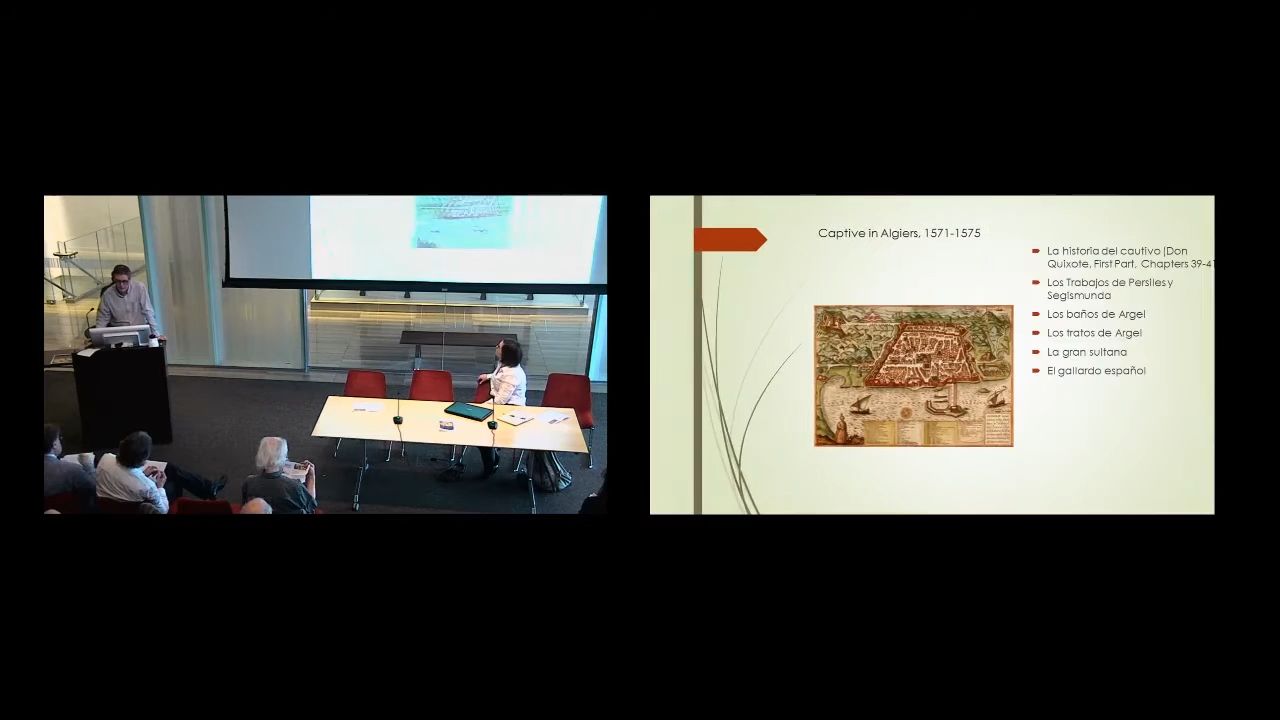 Captive in Algiers, 1571-1575
La historia del cautivo (Don
Quixote, First Part, Chapters 39-41
Los Trabajos de Persiles y
Segismunda
Los baños de Argel
Los tratos de Argel
La gran sultana
El gallardo español